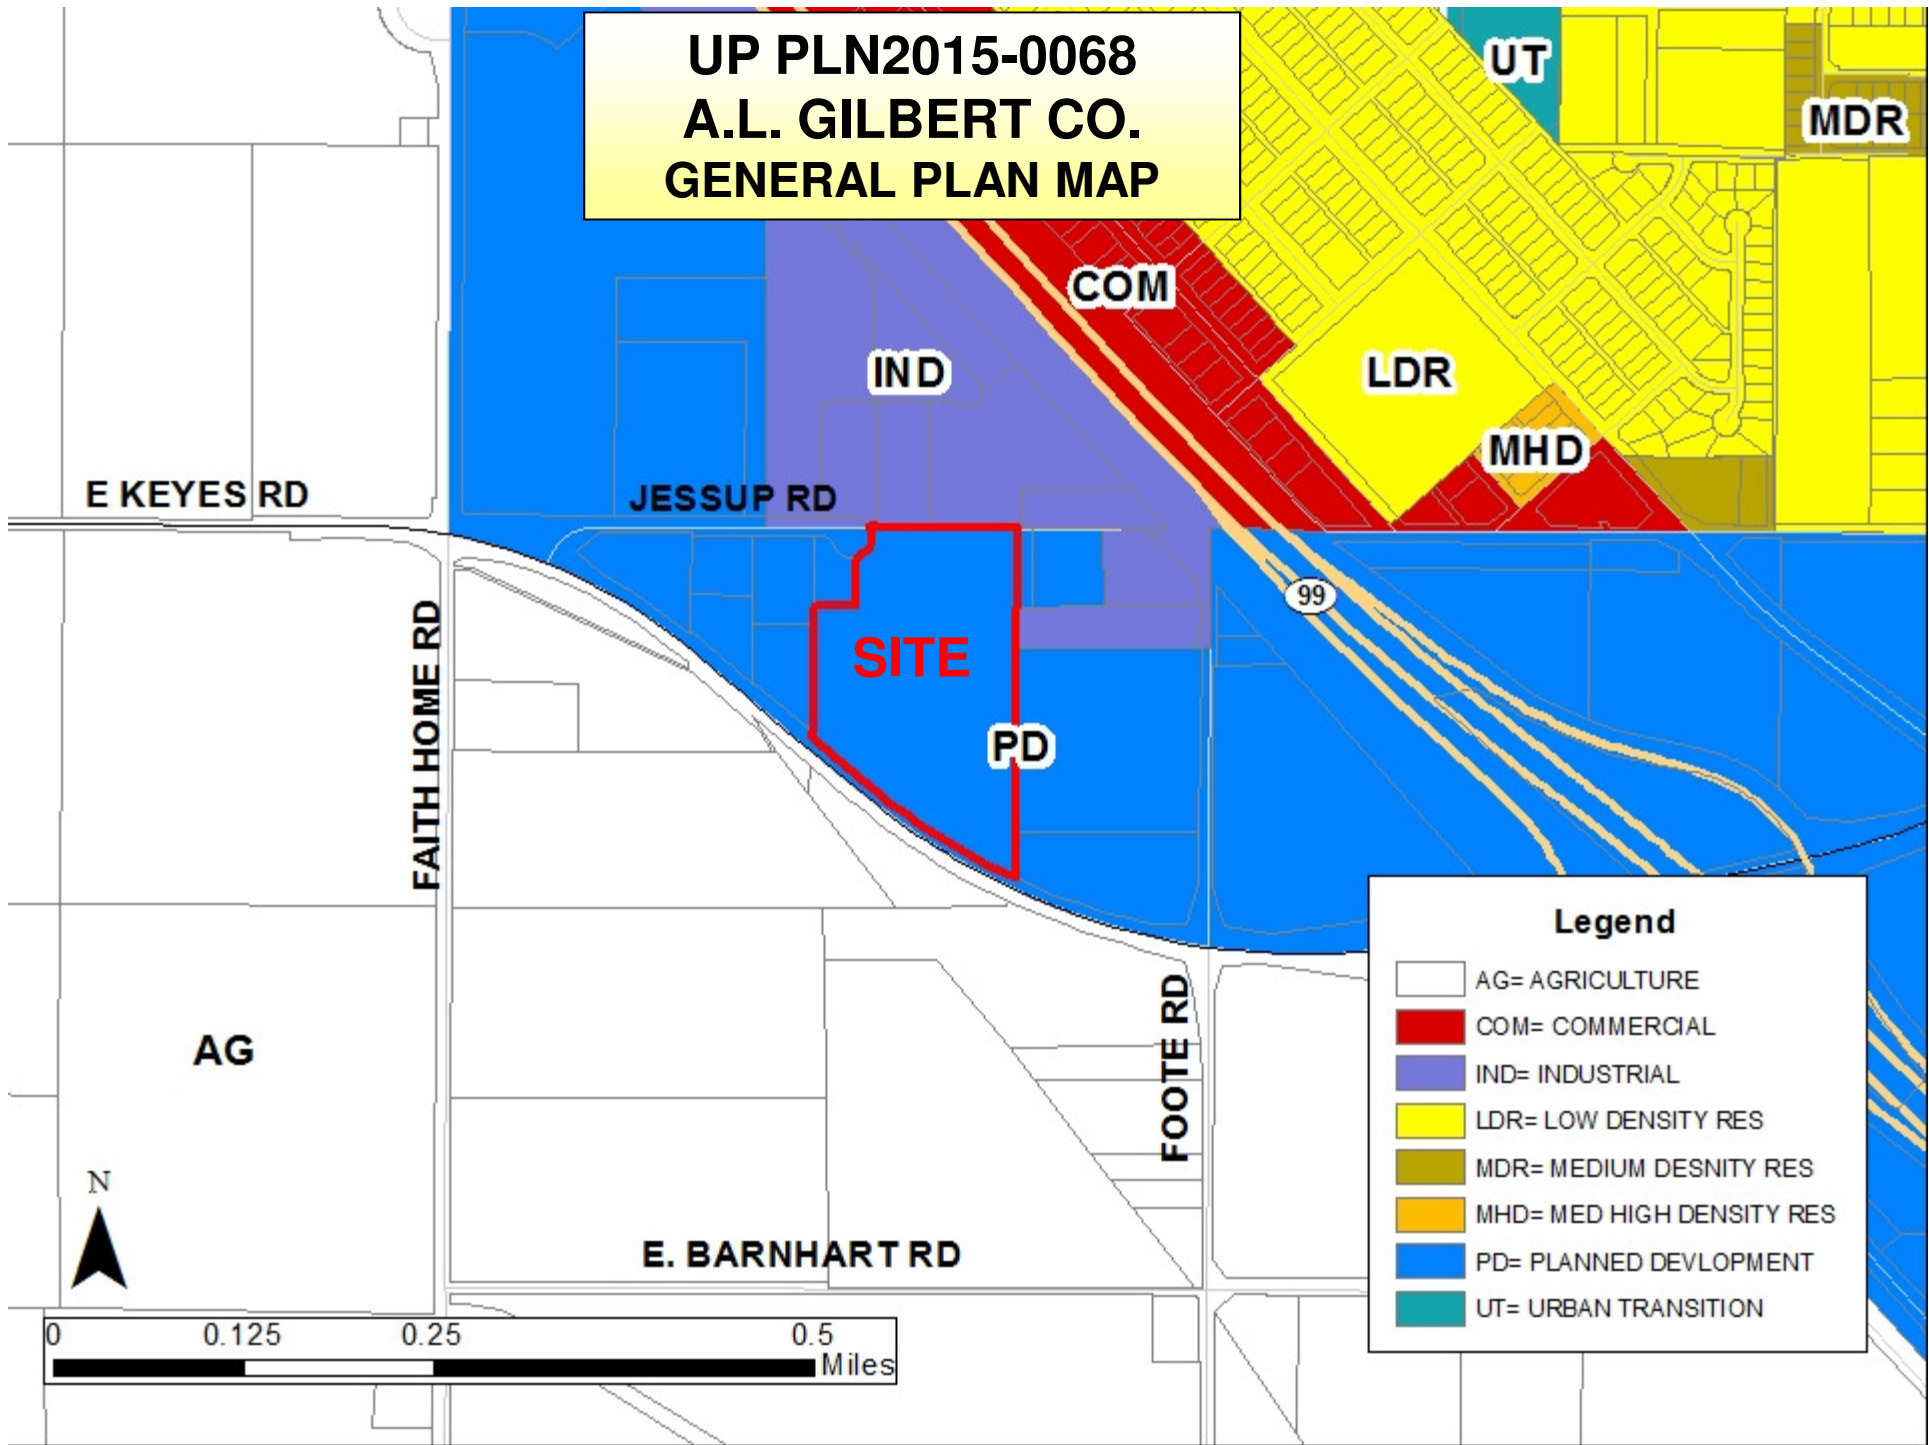 UP PLN2015-0068
A.L. GILBERT CO.
GENERAL PLAN MAP
UT
MDR
COM
IND
LDR
MHD
E KEYES RD
JESSUP RD
99
SITE
FAITH HOME RD
PD
AG
FOOTE RD
E. BARNHART RD
N
0 0.125 0.25 0.5
Miles
Legend
AG= AGRICULTURE
COM= COMMERCIAL
IND= INDUSTRIAL
LDR= LOW DENSITY RES
MDR= MEDIUM DESNITY RES
MHD= MED HIGH DENSITY RES
PD= PLANNED DEVLOPMENT
UT= URBAN TRANSITION